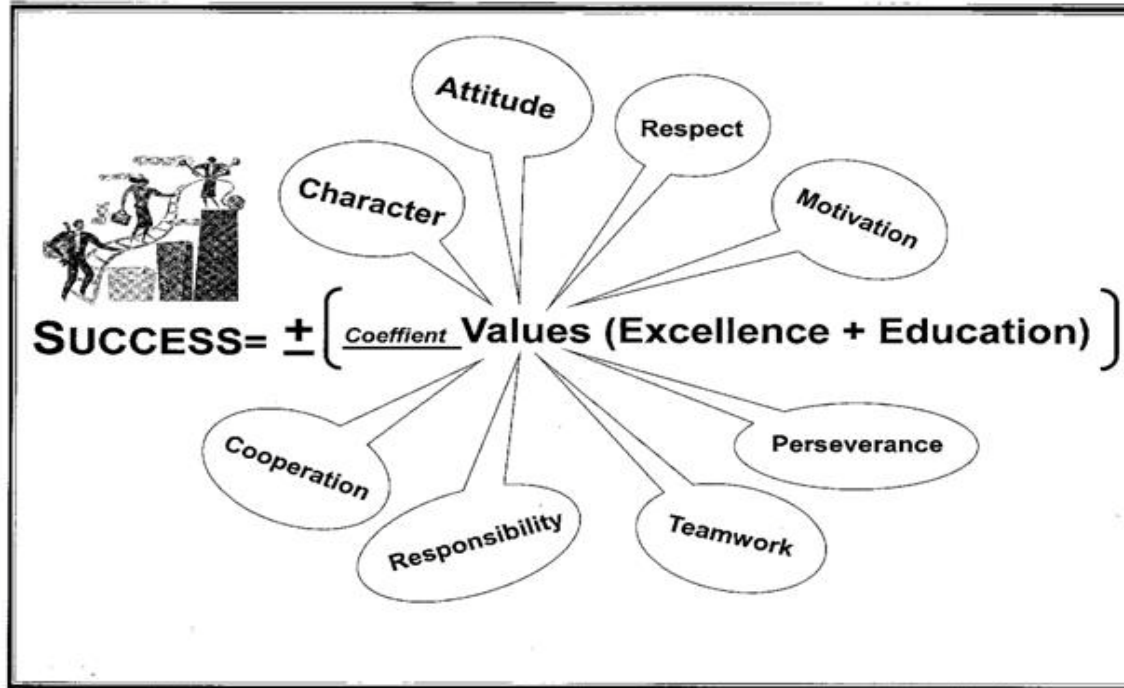 Attitude
Respect
Character
Motivation
SUCCESS= ± ( Coeffient Values (Excellence + Education) )
Cooperation
Perseverance
Responsibility
Teamwork